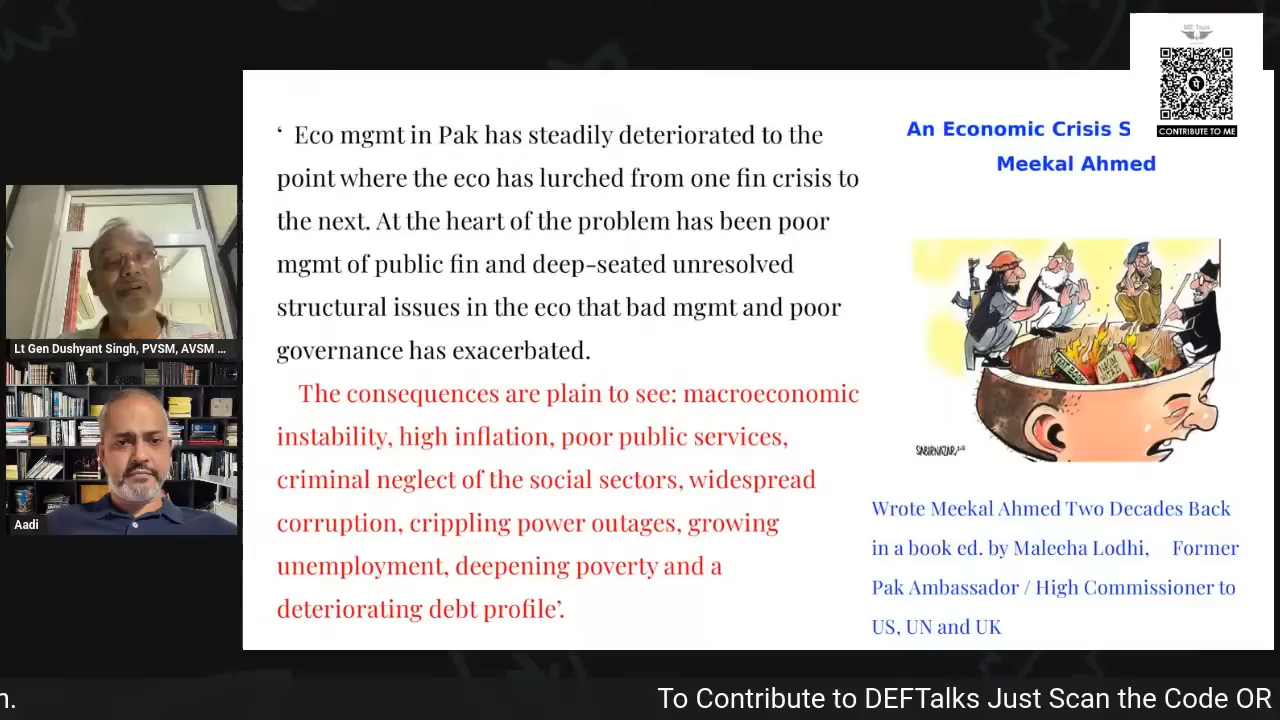 DEF Talks
CONTRIBUTE TO ME
‘ Eco mgmt in Pak has steadily deteriorated to the
point where the eco has lurched from one fin crisis to
the next. At the heart of the problem has been poor
mgmt of public fin and deep-seated unresolved
structural issues in the eco that bad mgmt and poor
governance has exacerbated.
The consequences are plain to see: macroeconomic
instability, high inflation, poor public services,
criminal neglect of the social sectors, widespread
corruption, crippling power outages, growing
unemployment, deepening poverty and a
deteriorating debt profile’.
An Economic Crisis S
Meekal Ahmed
SABIRNAZAR
Wrote Meekal Ahmed Two Decades Back
in a book ed. by Maleeha Lodhi, Former
Pak Ambassador / High Commissioner to
US, UN and UK
Lt Gen Dushyant Singh, PVSM, AVSM ...
Aadi
n.
To Contribute to DEFTalks Just Scan the Code OR